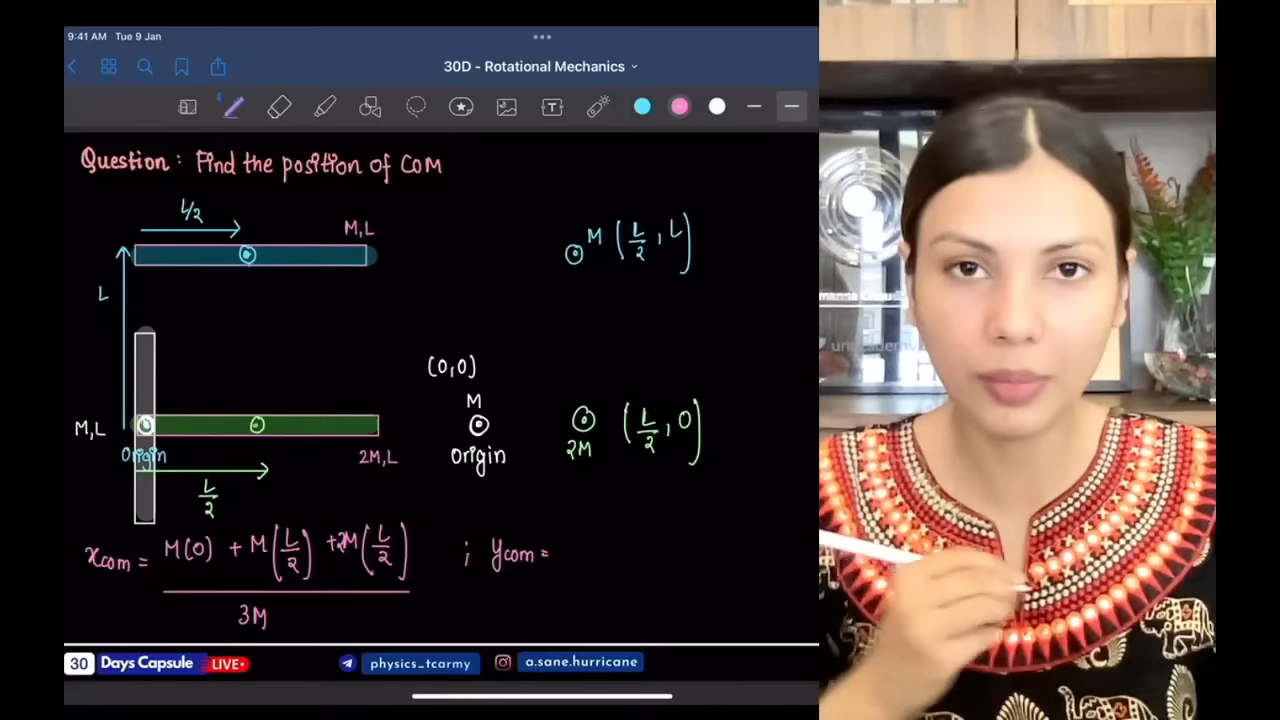 9:41 AM Tue 9 Jan
30D - Rotational Mechanics
T
Question: Find the position of COM
L/2
M,L
L
M (L/2, L)
(0,0)
M
M,L
Origin
2M,L
Origin
2M
(L/2, 0)
L/2
xcom = M(0) + M(L/2) + 2M(L/2) / 3M ; ycom =
30 Days Capsule LIVE
physics_tcarmy
a.sane.hurricane